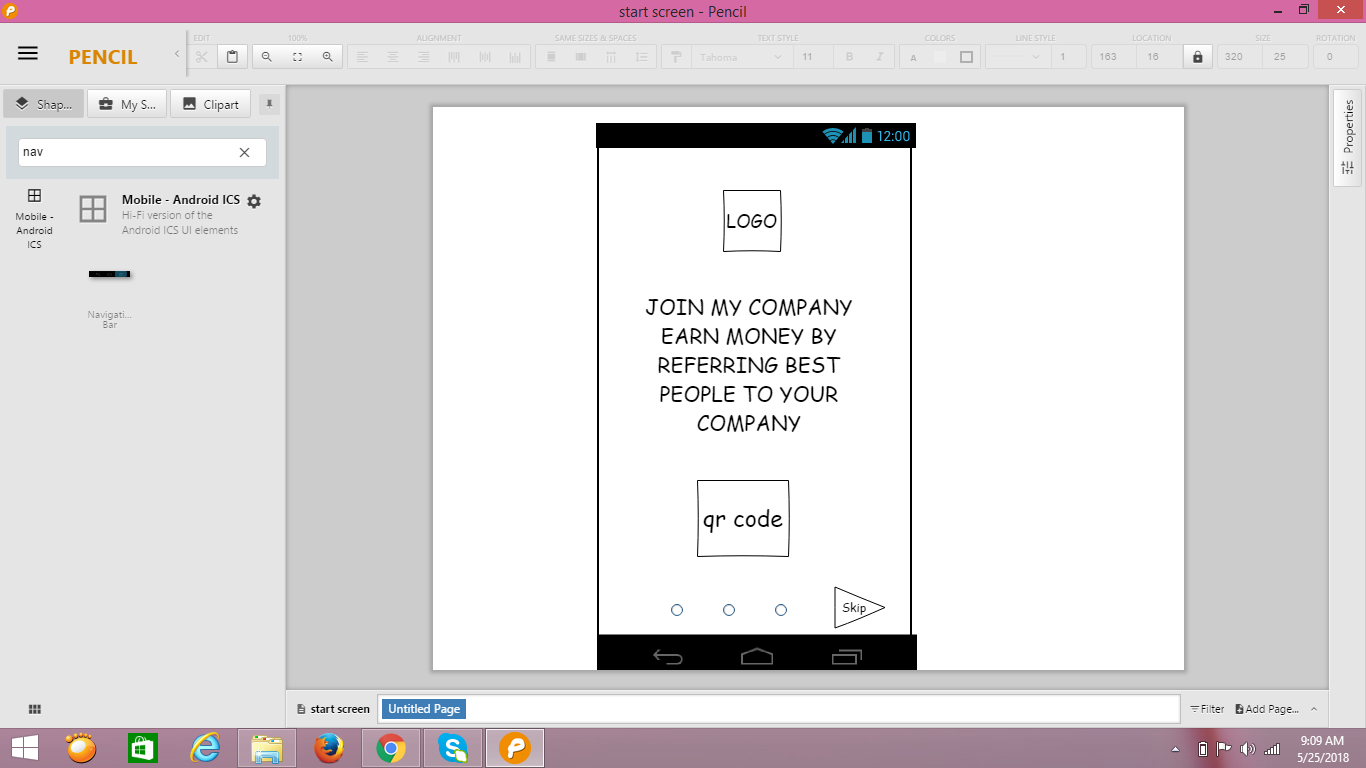 start screen - Pencil
PENCIL
EDIT
100%
ALIGNMENT
SAME SIZES & SPACES
TEXT STYLE
COLORS
LINE STYLE
LOCATION
SIZE
ROTATION
Tahoma
11
B
I
A
1
163
16
320
25
0
Shap...
My S...
Clipart
nav
Mobile -
Android
ICS
Mobile - Android ICS
Hi-Fi version of the
Android ICS UI elements
Navigati...
Bar
12:00
LOGO
JOIN MY COMPANY
EARN MONEY BY
REFERRING BEST
PEOPLE TO YOUR
COMPANY
qr code
Skip
Properties
start screen
Untitled Page
Filter
Add Page...
9:09 AM
5/25/2018